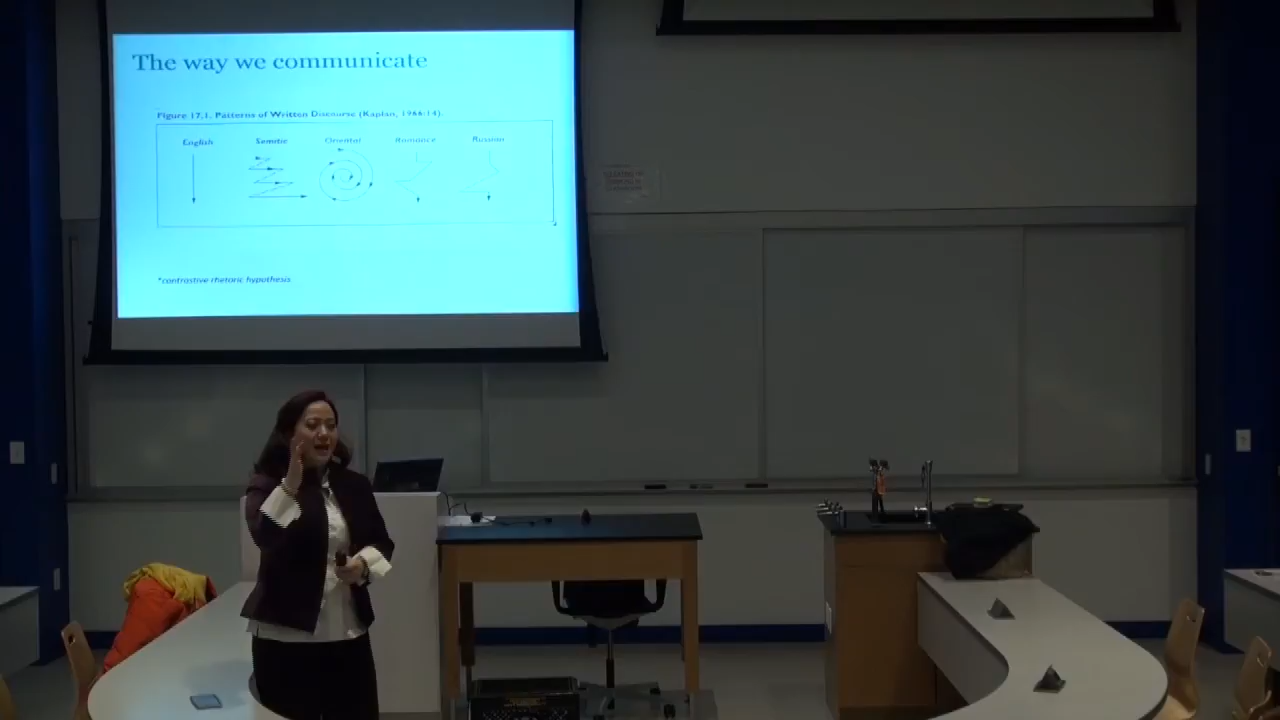 The way we communicate
Figure 17.1. Patterns of Written Discourse (Kaplan, 1966:14).
English Semitic Oriental Romance Russian
*contrastive rhetoric hypothesis